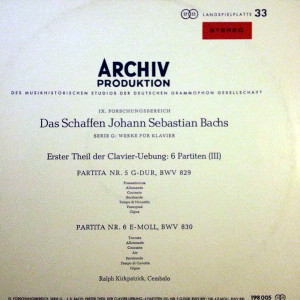 LANGSPIELPLATTE 33
STEREO
ARCHIV
PRODUKTION
DES MUSIKHISTORISCHEN STUDIOS DER DEUTSCHEN GRAMMOPHON GESELLSCHAFT
IX. FORSCHUNGSBEREICH
Das Schaffen Johann Sebastian Bachs
SERIE G: WERKE FÜR KLAVIER
Erster Theil der Clavier-Uebung: 6 Partiten (III)
PARTITA NR. 5 G-DUR, BWV 829
Praeambulum
Allemande
Corrente
Sarabande
Tempo di Minuetta
Passepied
Gigue
PARTITA NR. 6 E-MOLL, BWV 830
Toccata
Allemande
Corrente
Air
Sarabande
Tempo di Gavotta
Gigue
Ralph Kirkpatrick, Cembalo
198 005